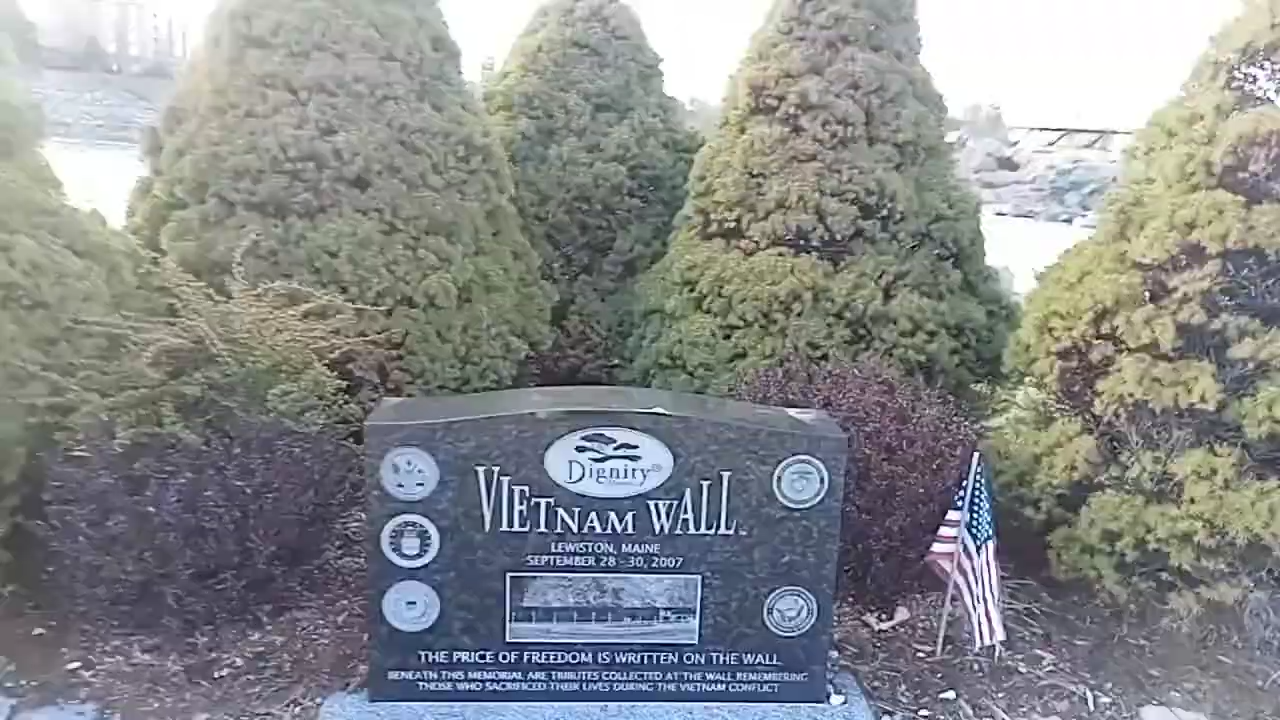 Dignity®
VIETNAM WALL
LEWISTON, MAINE
SEPTEMBER 28 - 30, 2007
THE PRICE OF FREEDOM IS WRITTEN ON THE WALL
BENEATH THIS MEMORIAL ARE TRIBUTES COLLECTED AT THE WALL REMEMBERING
THOSE WHO SACRIFICED THEIR LIVES DURING THE VIETNAM CONFLICT